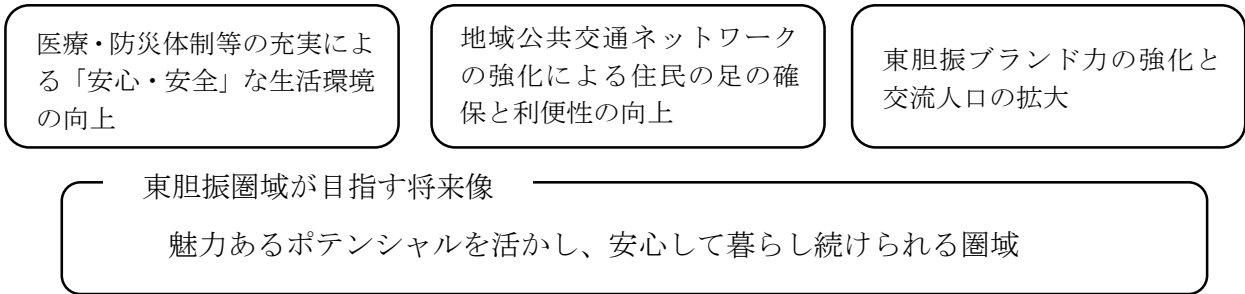 医療・防災体制等の充実によ
る「安心・安全」な生活環境
の向上
地域公共交通ネットワーク
の強化による住民の足の確
保と利便性の向上
東胆振ブランド力の強化と
交流人口の拡大
東胆振圏域が目指す将来像
魅力あるポテンシャルを活かし、安心して暮らし続けられる圏域